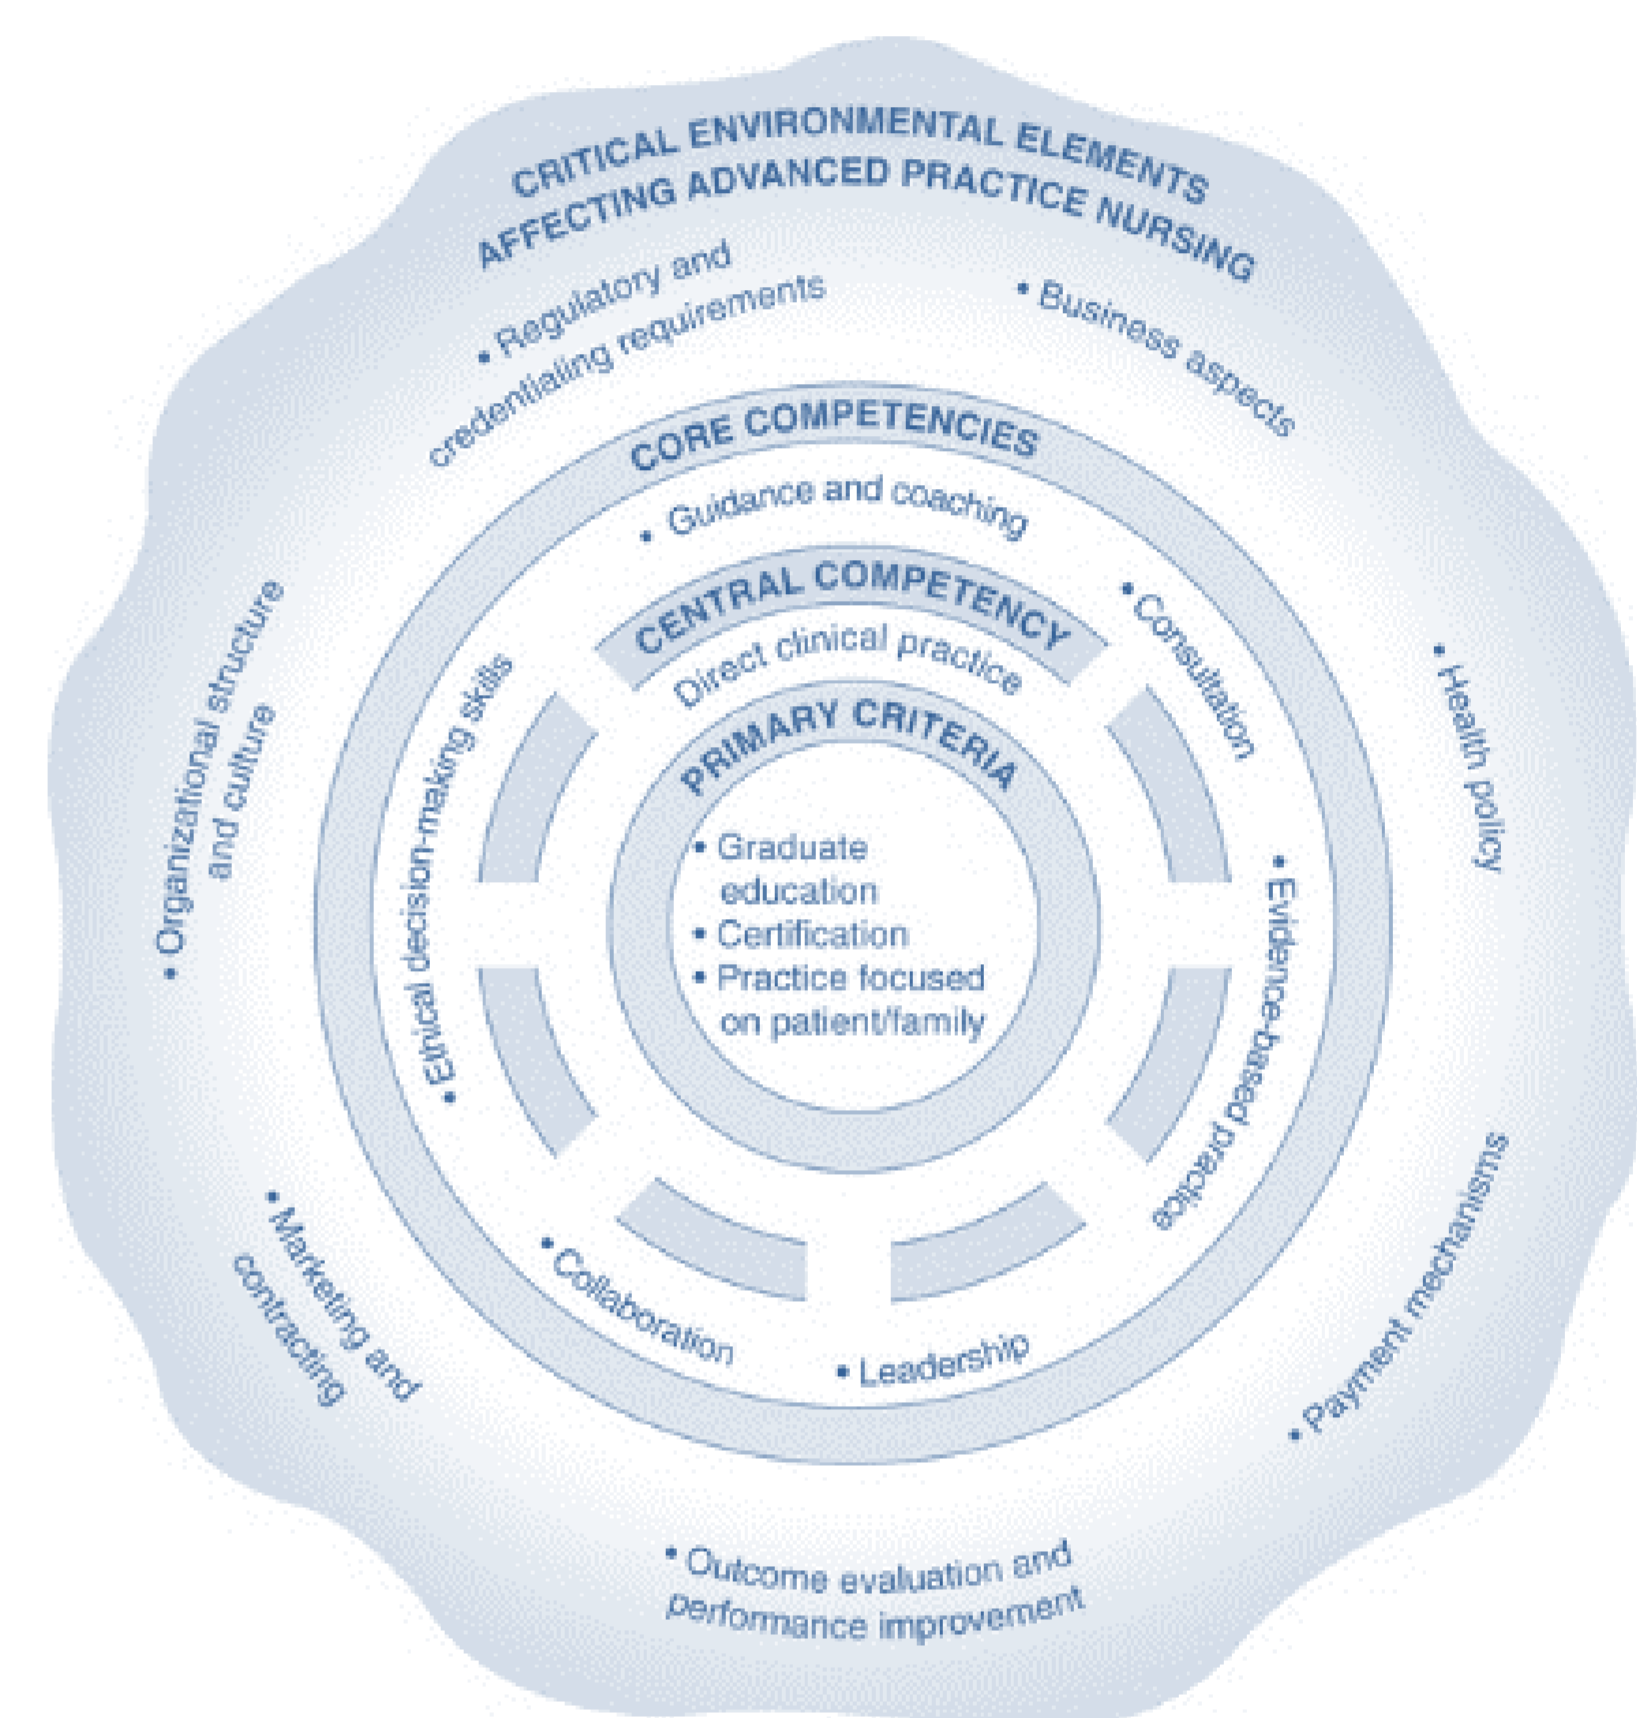 CRITICAL ENVIRONMENTAL ELEMENTS
AFFECTING ADVANCED PRACTICE NURSING
• Regulatory and
credentialing requirements
• Business aspects
• Health policy
• Payment mechanisms
• Outcome evaluation and
performance improvement
• Marketing and
contracting
• Organizational structure
and culture
CORE COMPETENCIES
• Guidance and coaching
• Consultation
• Evidence-based practice
• Leadership
• Collaboration
• Ethical decision-making skills
CENTRAL COMPETENCY
Direct clinical practice
PRIMARY CRITERIA
• Graduate
education
• Certification
• Practice focused
on patient/family